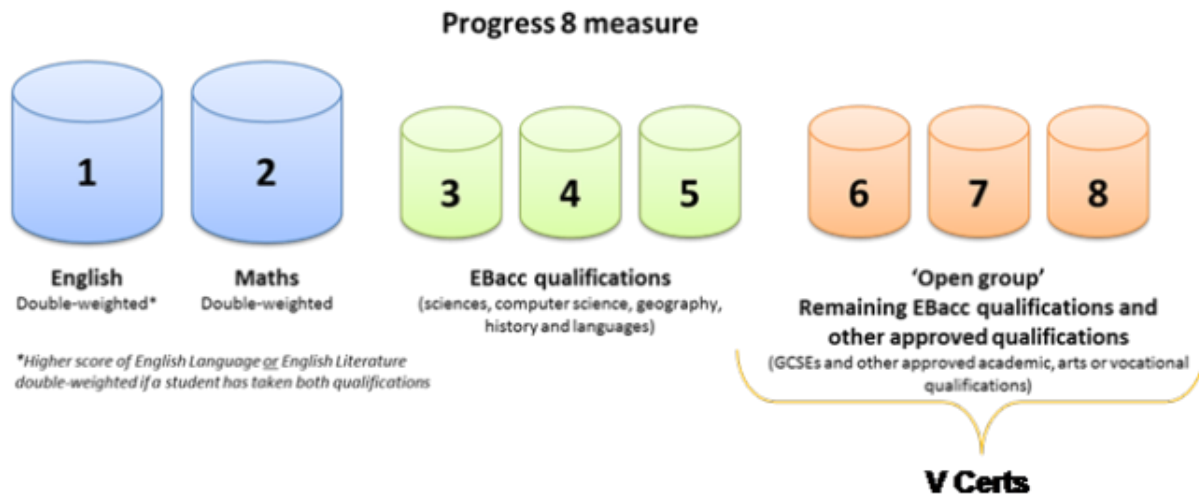 Progress 8 measure
1 2 3 4 5 6 7 8
English
Double-weighted*
Maths
Double-weighted
EBacc qualifications
(sciences, computer science, geography,
history and languages)
'Open group'
Remaining EBacc qualifications and
other approved qualifications
(GCSEs and other approved academic, arts or vocational
qualifications)
*Higher score of English Language or English Literature
double-weighted if a student has taken both qualifications
V Certs